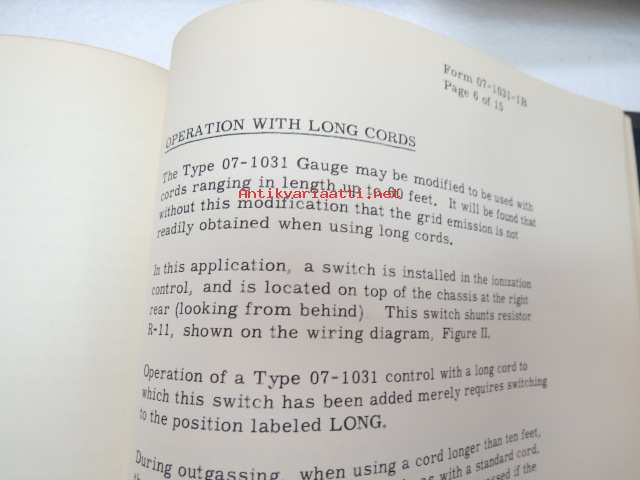 Form 07-1031-1B
Page 6 of 15
OPERATION WITH LONG CORDS
The Type 07-1031 Gauge may be modified to be used with
cords ranging in length up to feet. It will be found that
without this modification that the grid emission is not
readily obtained when using long cords.
Antikvariaatti.net
In this application, a switch is installed in the ionization
control, and is located on top of the chassis at the right
rear (looking from behind) This switch shunts resistor
R-11, shown on the wiring diagram, Figure II.
Operation of a Type 07-1031 control with a long cord to
which this switch has been added merely requires switching
to the position labeled LONG.
During outgassing, when using a cord longer than ten feet,
with a standard cord.
if the